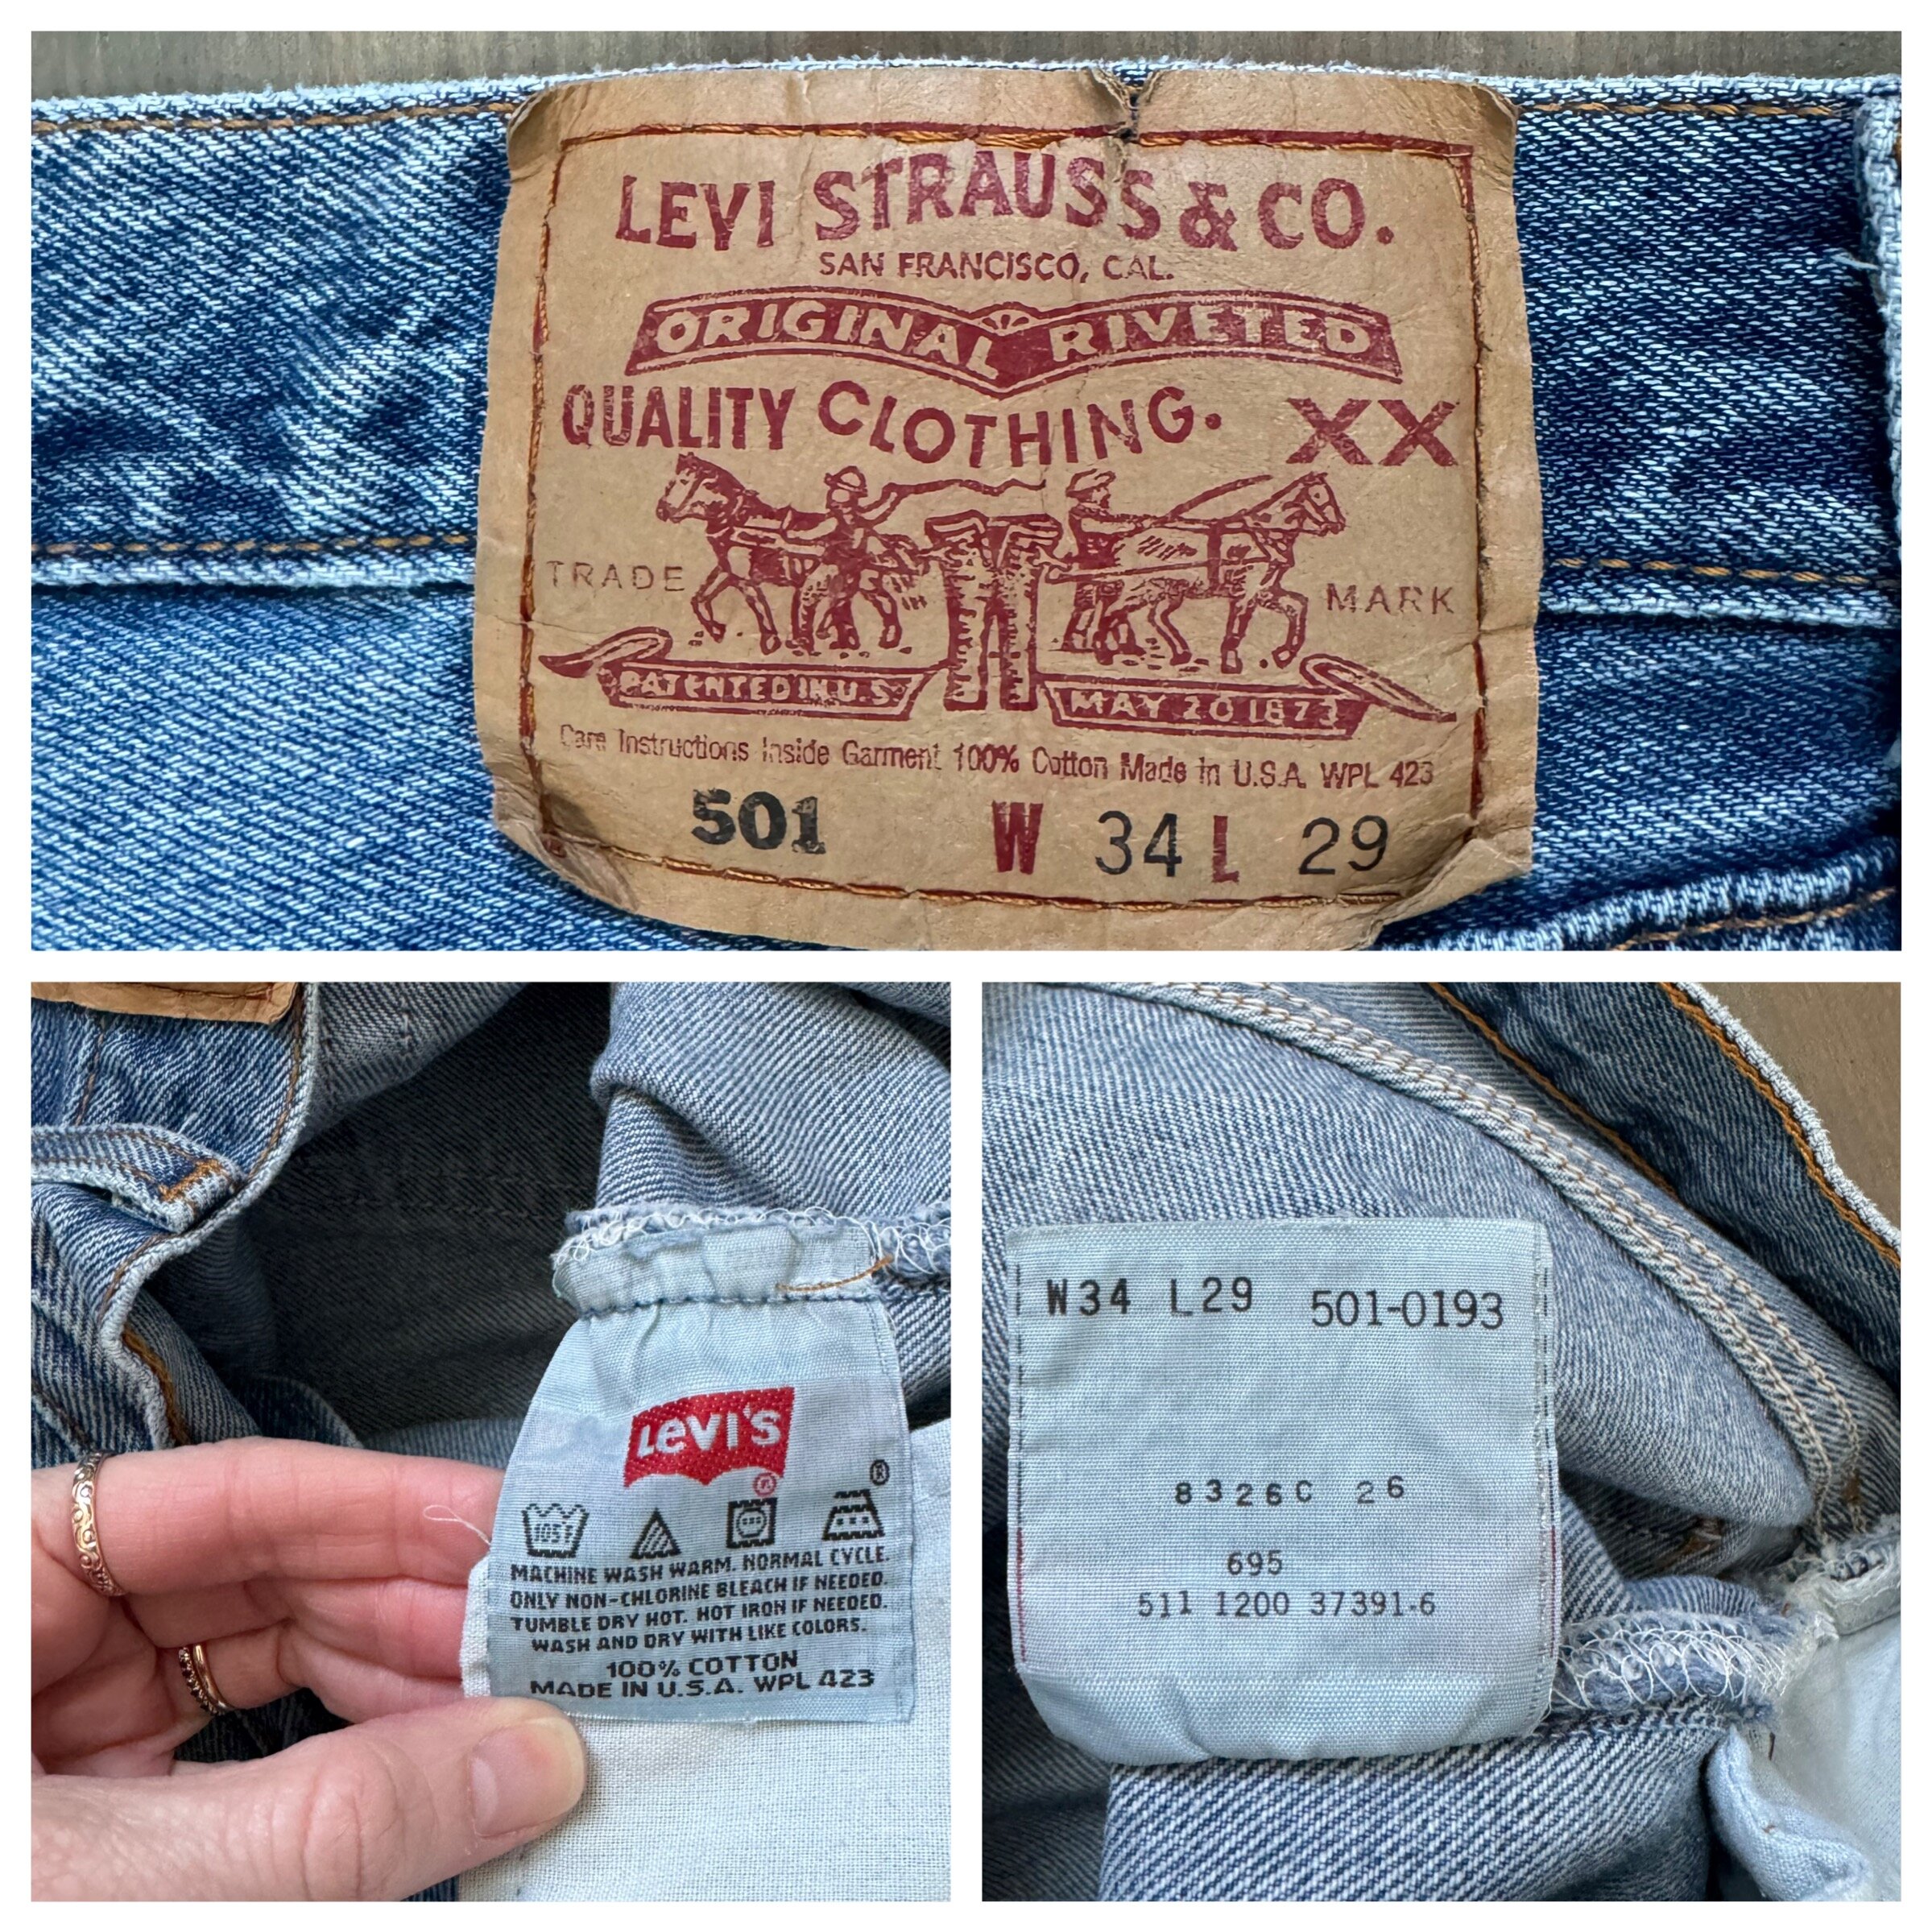 LEVI STRAUSS & CO.
SAN FRANCISCO, CAL.
ORIGINAL RIVETED
QUALITY CLOTHING. XX
TRADE MARK
PATENTED IN U.S. MAY 20 1873
Care Instructions Inside Garment 100% Cotton Made in U.S.A. WPL 423
501 W 34 L 29
LEVI'S
®
®
105F
MACHINE WASH WARM. NORMAL CYCLE.
ONLY NON-CHLORINE BLEACH IF NEEDED.
TUMBLE DRY HOT. HOT IRON IF NEEDED.
WASH AND DRY WITH LIKE COLORS.
100% COTTON
MADE IN U.S.A. WPL 423
W34 L29 501-0193
8326C 26
695
511 1200 37391-6